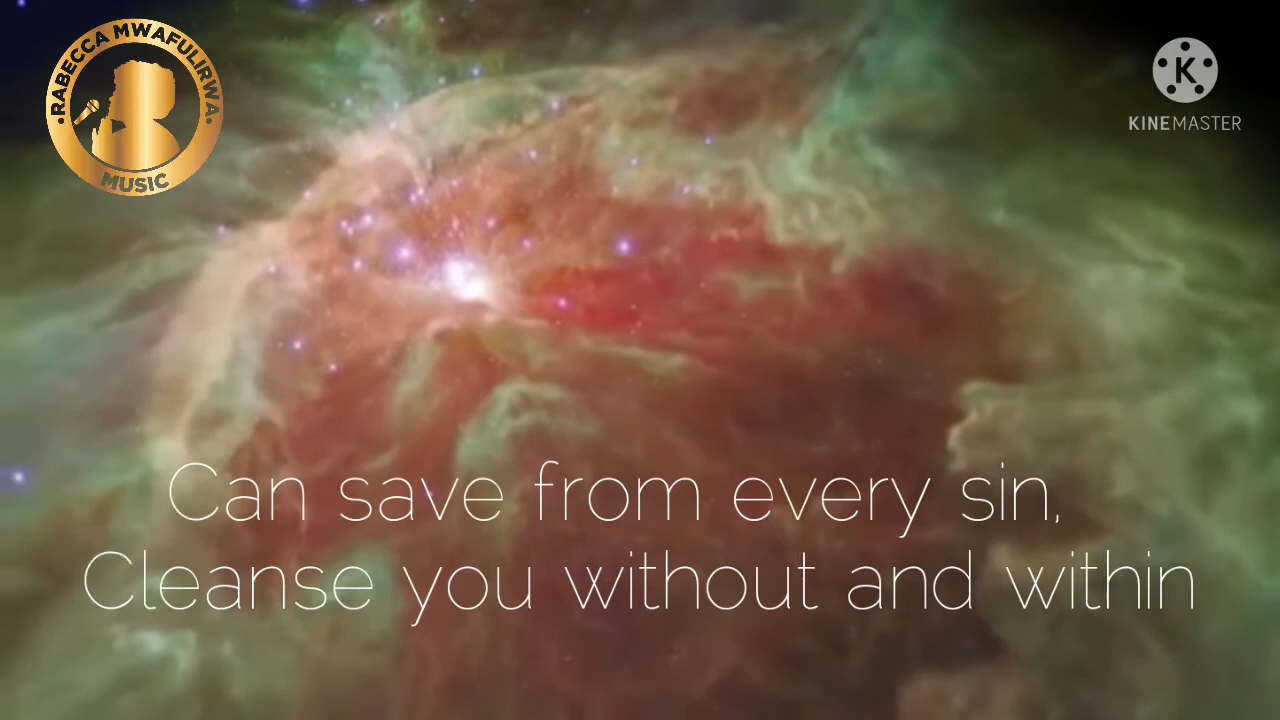 •RABECCA MWAFULIRWA•
MUSIC
K
KINEMASTER
Can save from every sin,
Cleanse you without and within